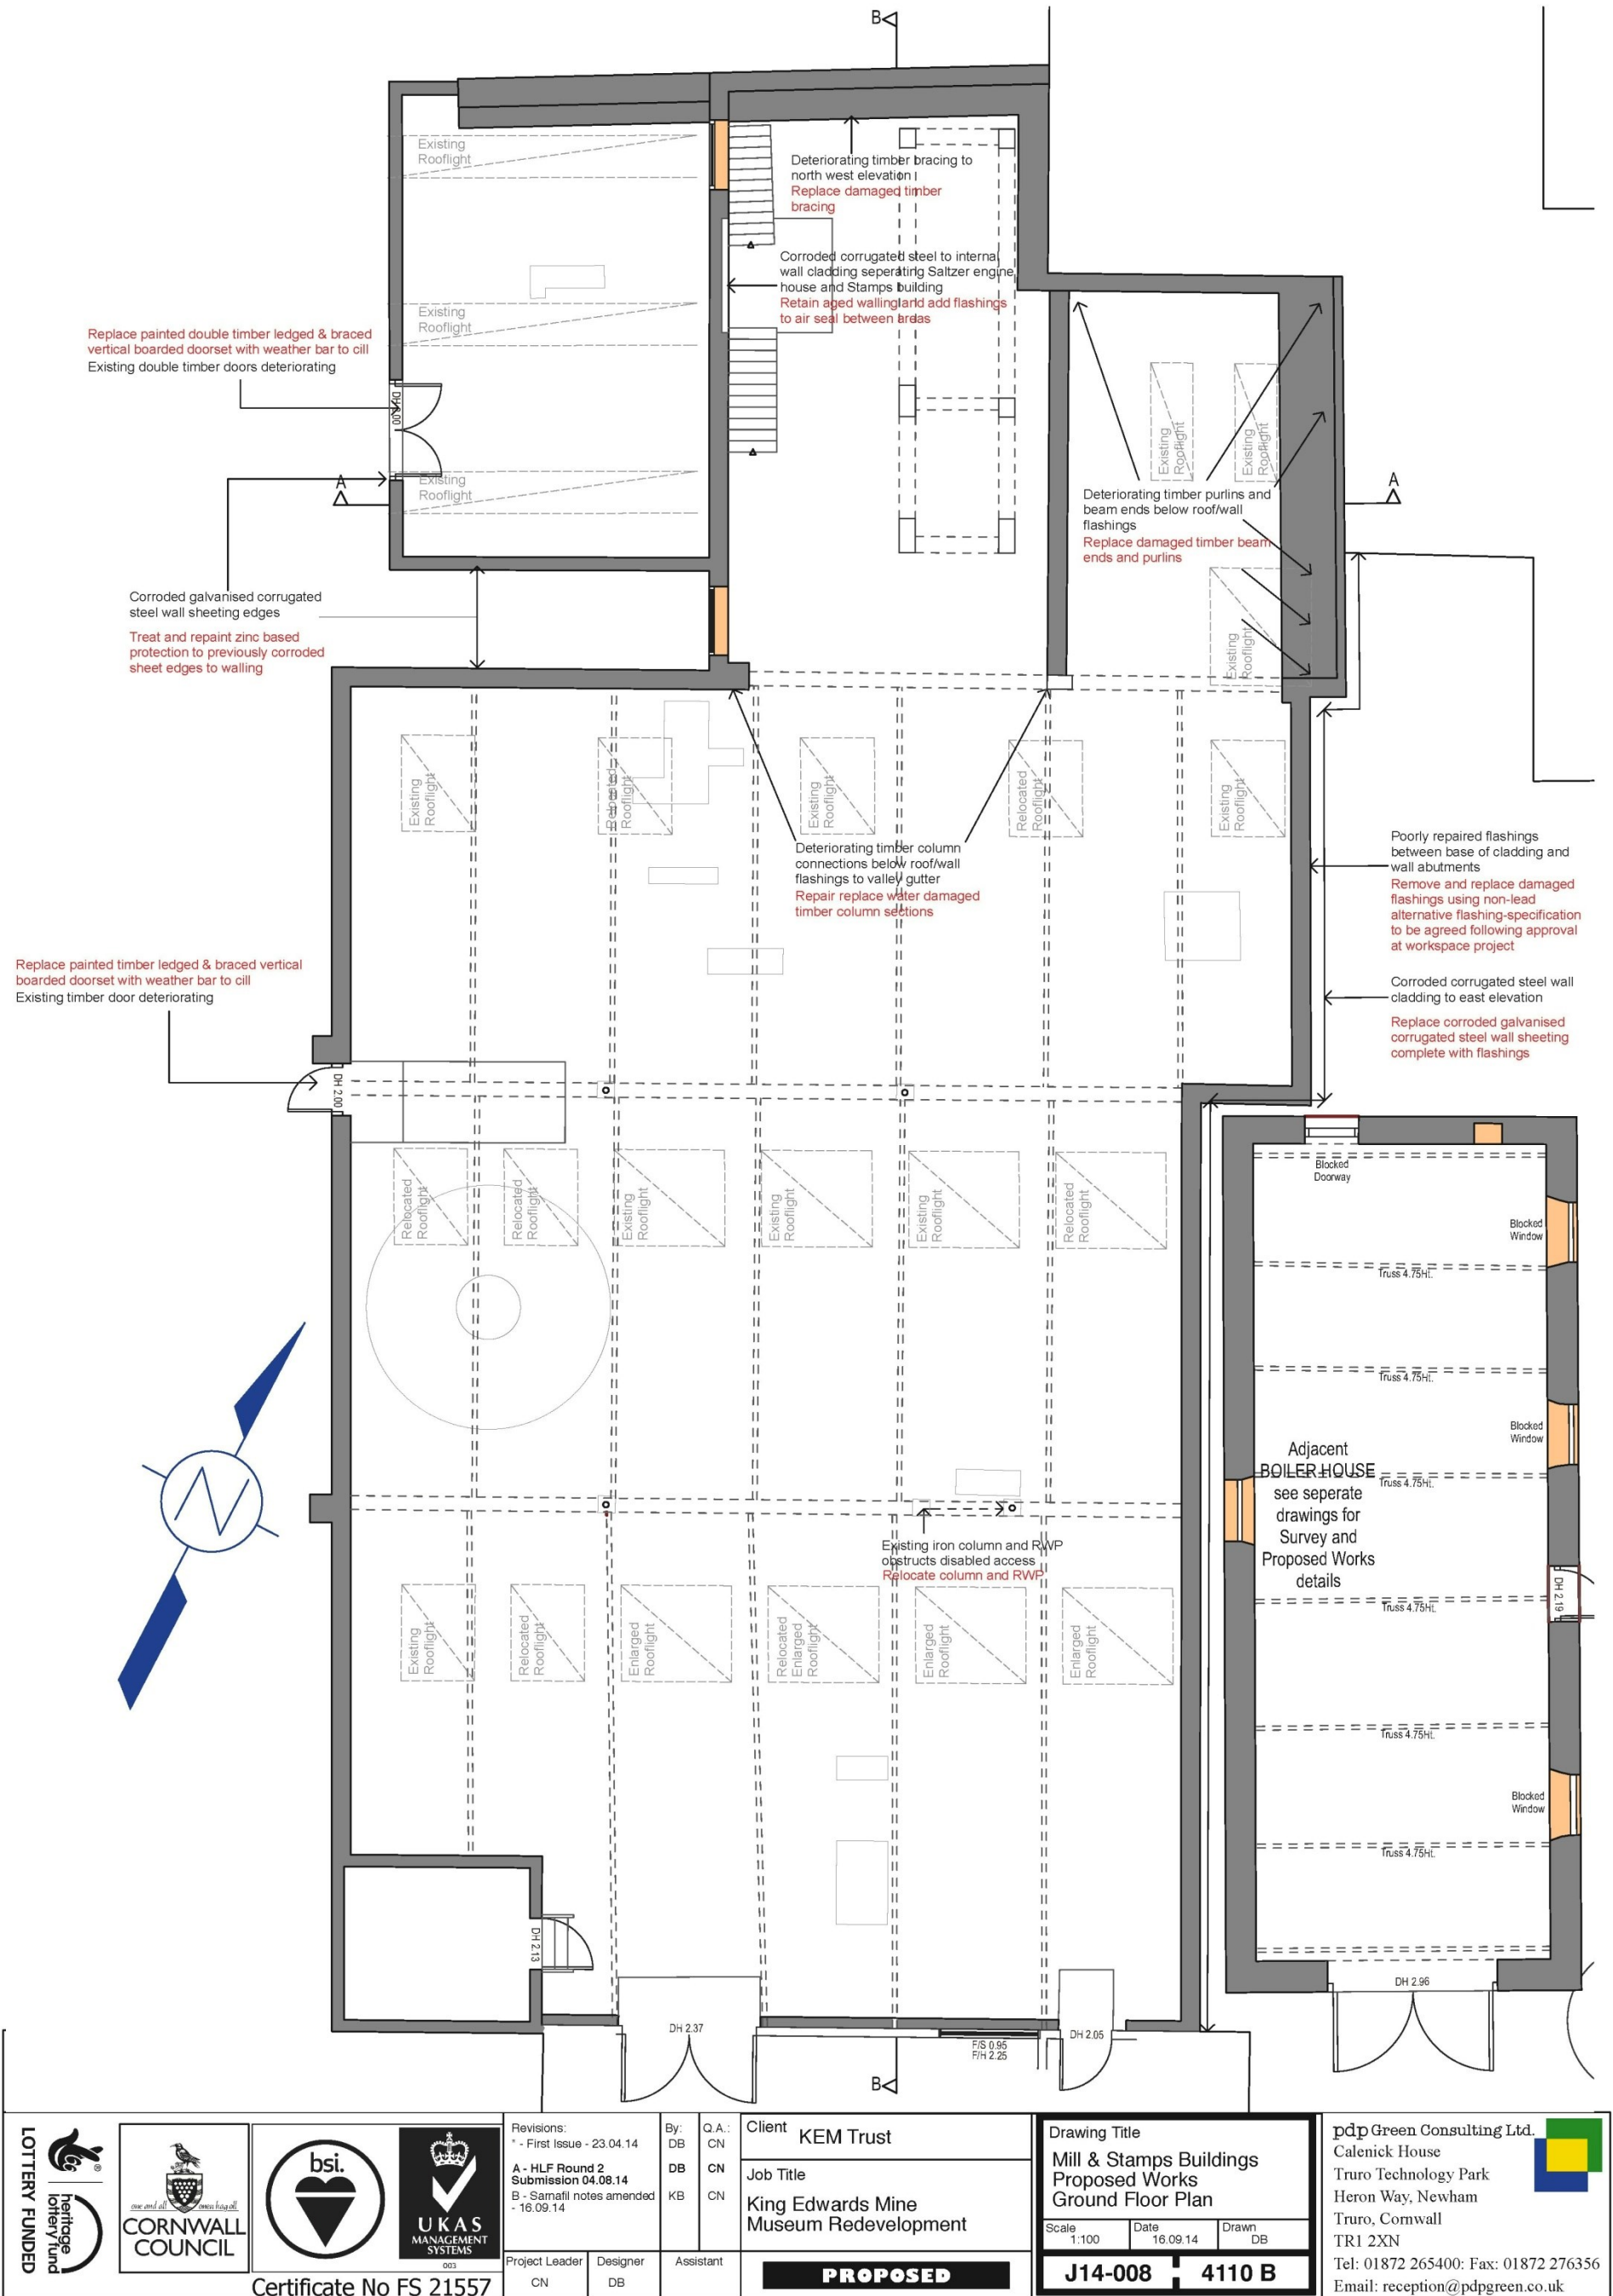 B
Existing
Rooflight
Deteriorating timber bracing to
north west elevation
Replace damaged timber
bracing
Corroded corrugated steel to internal
wall cladding seperating Saltzer engine
house and Stamps building
Retain aged walling and add flashings
to air seal between areas
Existing
Rooflight
Replace painted double timber ledged & braced
vertical boarded doorset with weather bar to cill
Existing double timber doors deteriorating
Existing
Rooflight
Existing
Rooflight
Existing
Rooflight
A
A
Deteriorating timber purlins and
beam ends below roof/wall
flashings
Replace damaged timber beam
ends and purlins
Corroded galvanised corrugated
steel wall sheeting edges
Treat and repaint zinc based
protection to previously corroded
sheet edges to walling
Existing
Rooflight
Existing
Rooflight
Relocated
Rooflight
Existing
Rooflight
Relocated
Rooflight
Existing
Rooflight
Deteriorating timber column
connections below roof/wall
flashings to valley gutter
Repair replace water damaged
timber column sections
Poorly repaired flashings
between base of cladding and
wall abutments
Remove and replace damaged
flashings using non-lead
alternative flashing-specification
to be agreed following approval
at workspace project
Replace painted timber ledged & braced vertical
boarded doorset with weather bar to cill
Existing timber door deteriorating
Corroded corrugated steel wall
cladding to east elevation
Replace corroded galvanised
corrugated steel wall sheeting
complete with flashings
DH 2.00
Relocated
Rooflight
Relocated
Rooflight
Existing
Rooflight
Existing
Rooflight
Existing
Rooflight
Relocated
Rooflight
Blocked
Doorway
Blocked
Window
Truss 4.75Ht.
Truss 4.75Ht.
Blocked
Window
Adjacent
BOILER HOUSE
see seperate
drawings for
Survey and
Proposed Works
details
Truss 4.75Ht.
N
Existing iron column and RWP
obstructs disabled access
Relocate column and RWP
DH 2.19
Truss 4.75Ht.
Existing
Rooflight
Relocated
Rooflight
Enlarged
Rooflight
Relocated
Enlarged
Rooflight
Enlarged
Rooflight
Enlarged
Rooflight
Truss 4.75Ht.
Blocked
Window
Truss 4.75Ht.
DH 2.13
DH 2.96
DH 2.37
F/S 0.95
F/H 2.25
DH 2.05
B
LOTTERY FUNDED
heritage
lottery fund
®
one and all
onen hag oll
CORNWALL
COUNCIL
bsi.
UKAS
MANAGEMENT
SYSTEMS
003
Certificate No FS 21557
Revisions:
* - First Issue - 23.04.14
A - HLF Round 2
Submission 04.08.14
B - Sarnafil notes amended
- 16.09.14
By:
DB
DB
KB
Q.A.:
CN
CN
CN
Project Leader
CN
Designer
DB
Assistant
Client
KEM Trust
Job Title
King Edwards Mine
Museum Redevelopment
PROPOSED
Drawing Title
Mill & Stamps Buildings
Proposed Works
Ground Floor Plan
Scale
1:100
Date
16.09.14
Drawn
DB
J14-008 4110 B
pdp Green Consulting Ltd.
Calenick House
Truro Technology Park
Heron Way, Newham
Truro, Cornwall
TR1 2XN
Tel: 01872 265400: Fax: 01872 276356
Email: reception@pdpgreen.co.uk